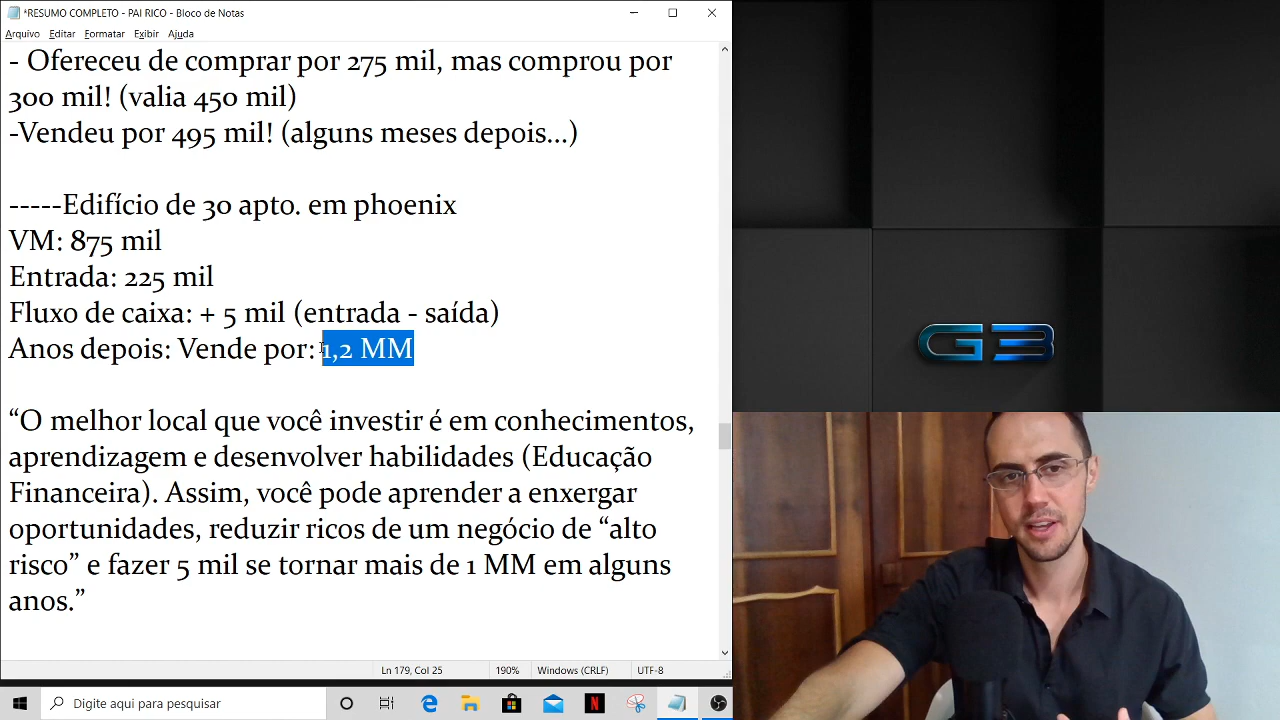 *RESUMO COMPLETO - PAI RICO - Bloco de Notas
Arquivo Editar Formatar Exibir Ajuda
- Ofereceu de comprar por 275 mil, mas comprou por
300 mil! (valia 450 mil)
-Vendeu por 495 mil! (alguns meses depois...)
-----Edifício de 30 apto. em phoenix
VM: 875 mil
Entrada: 225 mil
Fluxo de caixa: + 5 mil (entrada - saída)
Anos depois: Vende por: 1,2 MM
“O melhor local que você investir é em conhecimentos,
aprendizagem e desenvolver habilidades (Educação
Financeira). Assim, você pode aprender a enxergar
oportunidades, reduzir ricos de um negócio de “alto
risco” e fazer 5 mil se tornar mais de 1 MM em alguns
anos.”
Ln 179, Col 25 190% Windows (CRLF) UTF-8
Digite aqui para pesquisar
G3